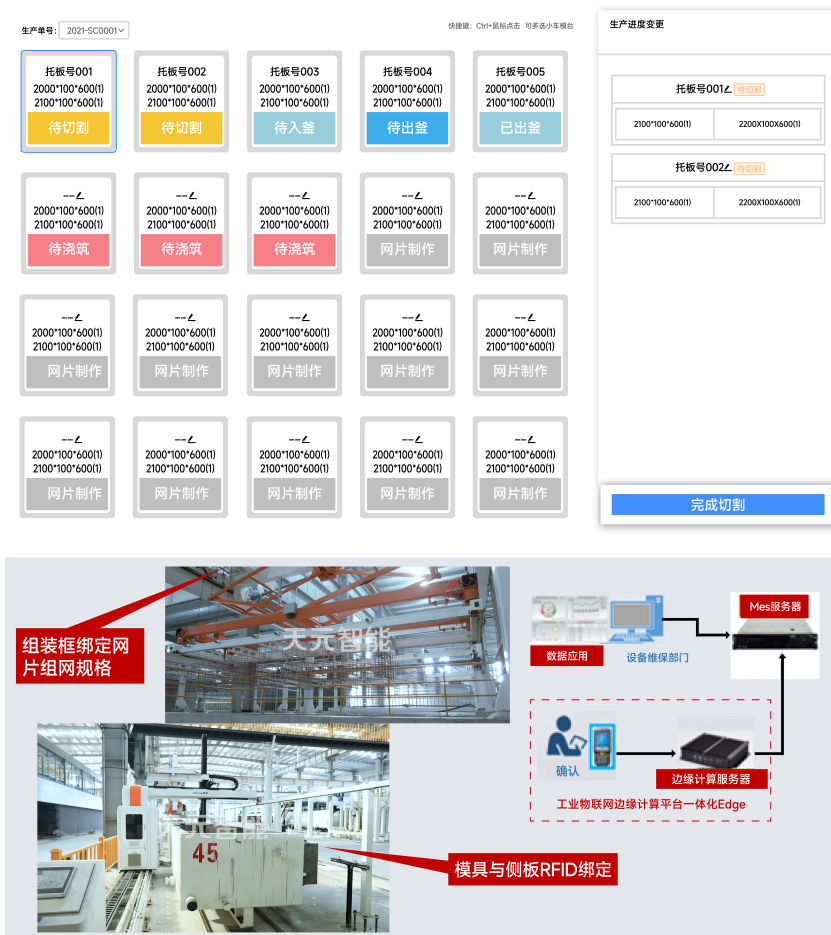 生产单号: 2021-SC0001
快捷键: Ctrl+鼠标点击 可多选小车模台
托板号001
2000*100*600(1)
2100*100*600(1)
待切割
托板号002
2000*100*600(1)
2100*100*600(1)
待切割
托板号003
2000*100*600(1)
2100*100*600(1)
待入釜
托板号004
2000*100*600(1)
2100*100*600(1)
待出釜
托板号005
2000*100*600(1)
2100*100*600(1)
已出釜
--
2000*100*600(1)
2100*100*600(1)
待浇筑
--
2000*100*600(1)
2100*100*600(1)
待浇筑
--
2000*100*600(1)
2100*100*600(1)
待浇筑
--
2000*100*600(1)
2100*100*600(1)
网片制作
--
2000*100*600(1)
2100*100*600(1)
网片制作
--
2000*100*600(1)
2100*100*600(1)
网片制作
--
2000*100*600(1)
2100*100*600(1)
网片制作
--
2000*100*600(1)
2100*100*600(1)
网片制作
--
2000*100*600(1)
2100*100*600(1)
网片制作
--
2000*100*600(1)
2100*100*600(1)
网片制作
--
2000*100*600(1)
2100*100*600(1)
网片制作
--
2000*100*600(1)
2100*100*600(1)
网片制作
--
2000*100*600(1)
2100*100*600(1)
网片制作
--
2000*100*600(1)
2100*100*600(1)
网片制作
--
2000*100*600(1)
2100*100*600(1)
网片制作
生产进度变更
托板号001 待切割
2100*100*600(1) 2200X100X600(1)
托板号002 待切割
2100*100*600(1) 2200X100X600(1)
完成切割
组装框绑定网
片组网规格
天元智能
天元智能
45
模具与侧板RFID绑定
数据应用
设备维保部门
Mes服务器
确认
边缘计算服务器
工业物联网边缘计算平台一体化Edge